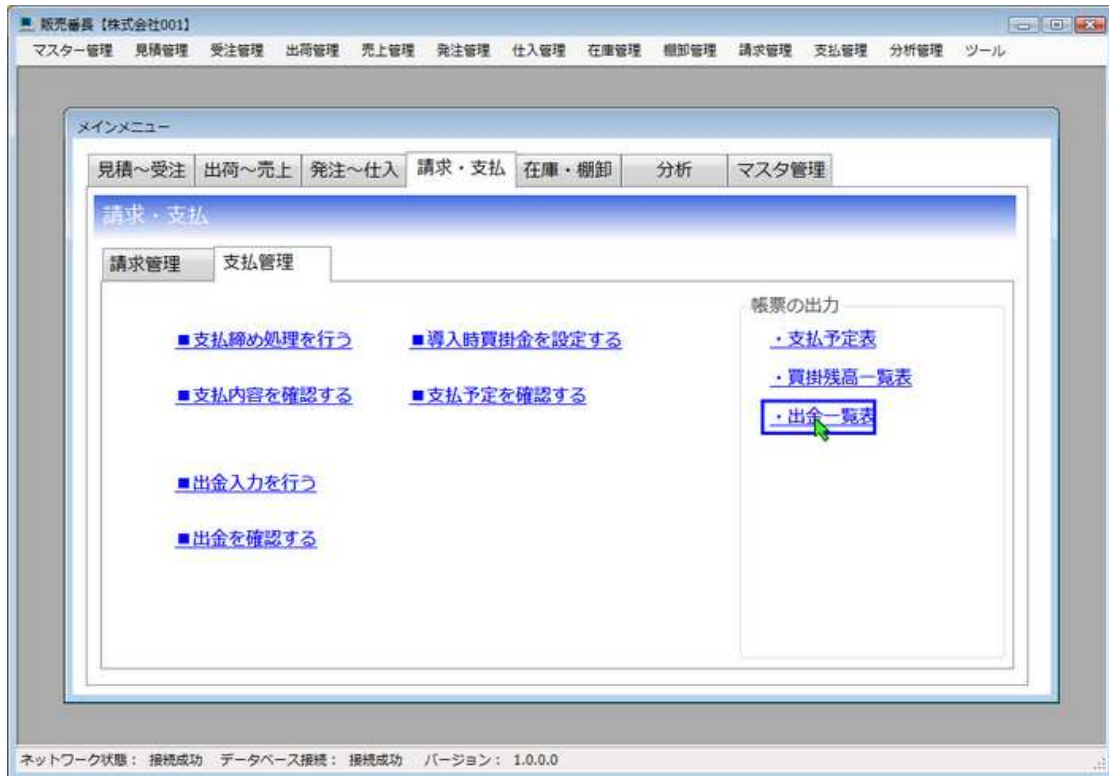 販売番長【株式会社001】
マスター管理 見積管理 受注管理 出荷管理 売上管理 発注管理 仕入管理 在庫管理 棚卸管理 請求管理 支払管理 分析管理 ツール
メインメニュー
見積～受注 出荷～売上 発注～仕入 請求・支払 在庫・棚卸 分析 マスタ管理
請求・支払
請求管理 支払管理
帳票の出力
■支払締め処理を行う ■導入時買掛金を設定する ・支払予定表
・買掛残高一覧表
■支払内容を確認する ■支払予定を確認する
・出金一覧表
■出金入力を行う
■出金を確認する
ネットワーク状態： 接続成功 データベース接続： 接続成功 バージョン： 1.0.0.0